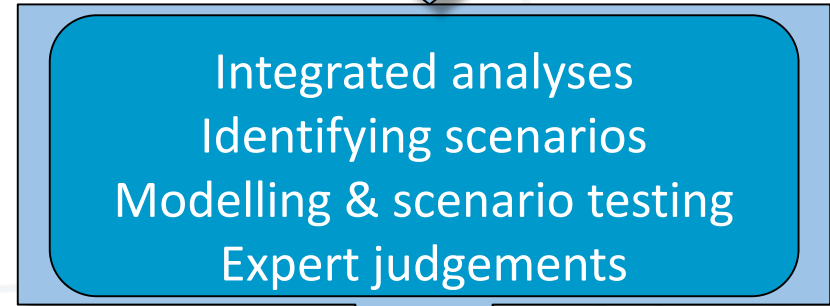 Integrated analyses
Identifying scenarios
Modelling & scenario testing
Expert judgements